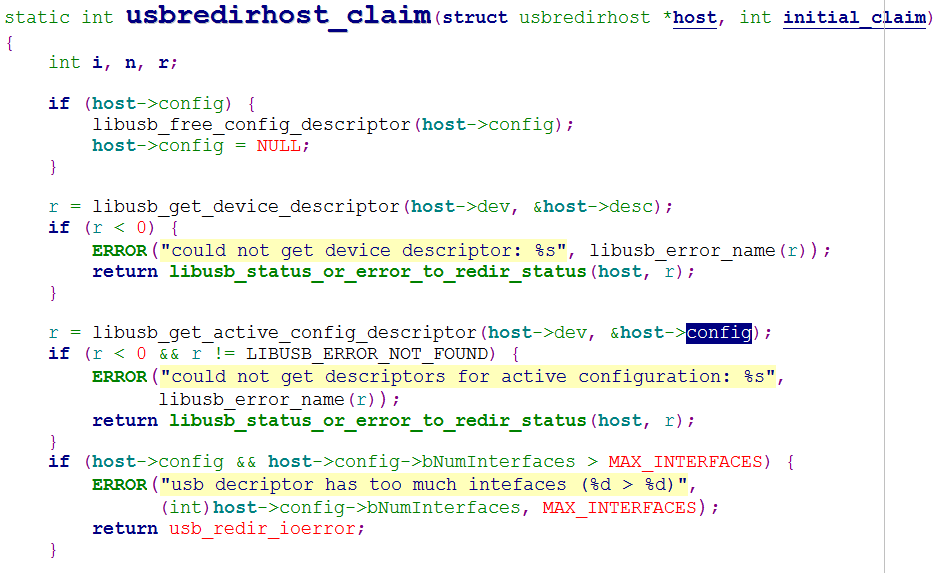 static int usbredirhost_claim(struct usbredirhost *host, int initial_claim)
{
    int i, n, r;

    if (host->config) {
        libusb_free_config_descriptor(host->config);
        host->config = NULL;
    }

    r = libusb_get_device_descriptor(host->dev, &host->desc);
    if (r < 0) {
        ERROR("could not get device descriptor: %s", libusb_error_name(r));
        return libusb_status_or_error_to_redir_status(host, r);
    }

    r = libusb_get_active_config_descriptor(host->dev, &host->config);
    if (r < 0 && r != LIBUSB_ERROR_NOT_FOUND) {
        ERROR("could not get descriptors for active configuration: %s",
              libusb_error_name(r));
        return libusb_status_or_error_to_redir_status(host, r);
    }
    if (host->config && host->config->bNumInterfaces > MAX_INTERFACES) {
        ERROR("usb decriptor has too much intefaces (%d > %d)",
              (int)host->config->bNumInterfaces, MAX_INTERFACES);
        return usb_redir_ioerror;
    }